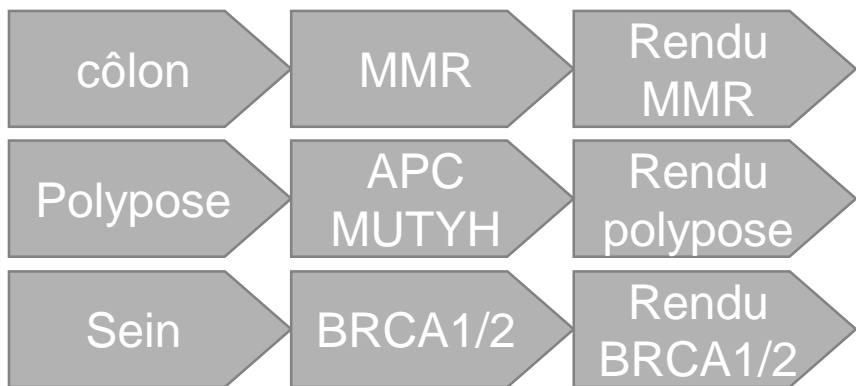 côlon
MMR
Rendu
MMR
Polypose
APC
MUTYH
Rendu
polypose
Sein
BRCA1/2
Rendu
BRCA1/2